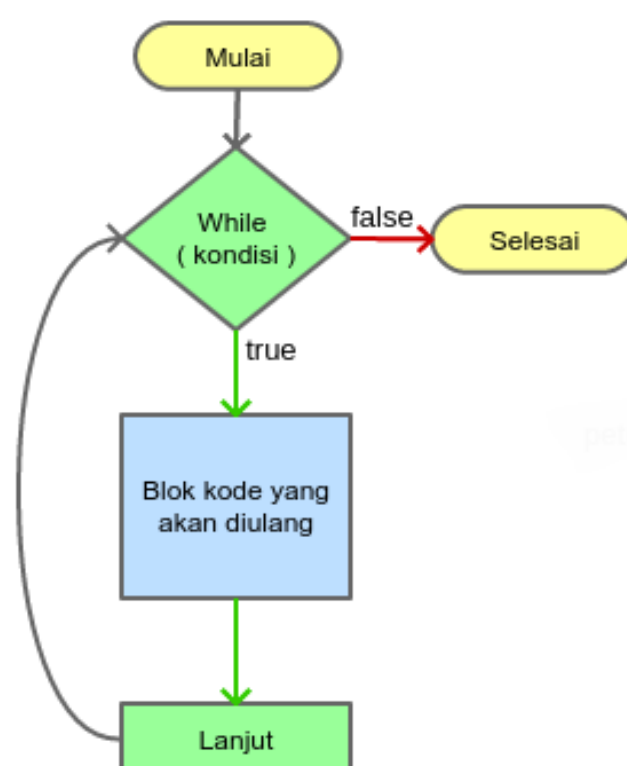 Mulai
While
( kondisi )
false
Selesai
true
Blok kode yang
akan diulang
Lanjut